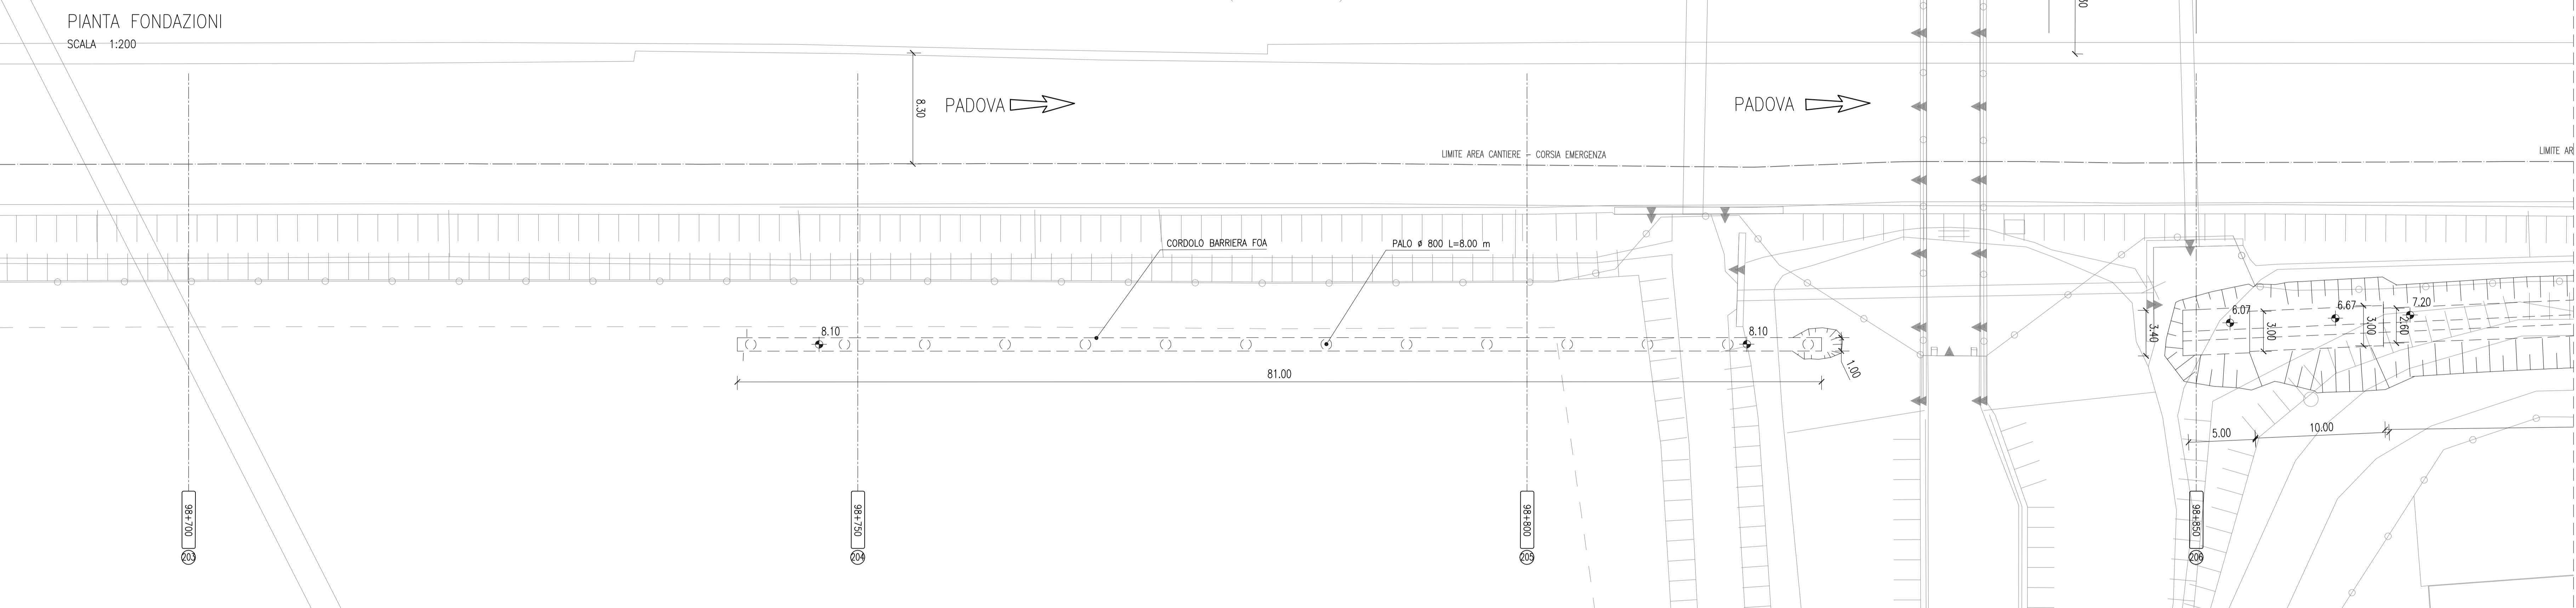 PIANTA FONDAZIONI
SCALA 1:200
50
8.30
PADOVA
PADOVA
LIMITE AREA CANTIERE - CORSIA EMERGENZA
LIMITE AR
CORDOLO BARRIERA FOA
PALO ø 800 L=8.00 m
8.10
8.10
81.00
1.00
3.40
6.07
3.00
6.67
3.00
2.60
7.20
5.00
10.00
98+700
203
98+750
204
98+800
205
98+850
206